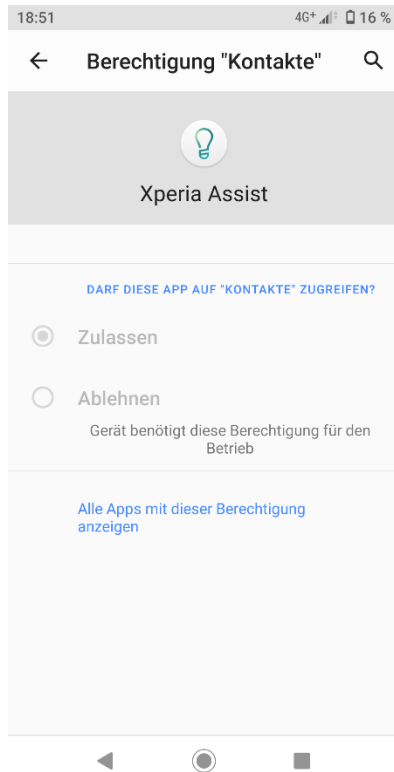 18:51 4G+ 16 %
Berechtigung "Kontakte"
Xperia Assist
DARF DIESE APP AUF "KONTAKTE" ZUGREIFEN?
Zulassen
Ablehnen
Gerät benötigt diese Berechtigung für den
Betrieb
Alle Apps mit dieser Berechtigung
anzeigen